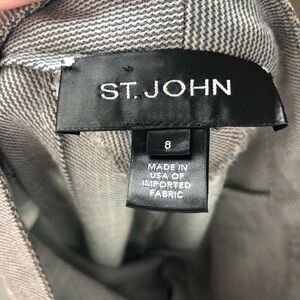 ST. JOHN
8
MADE IN
USA OF
IMPORTED
FABRIC